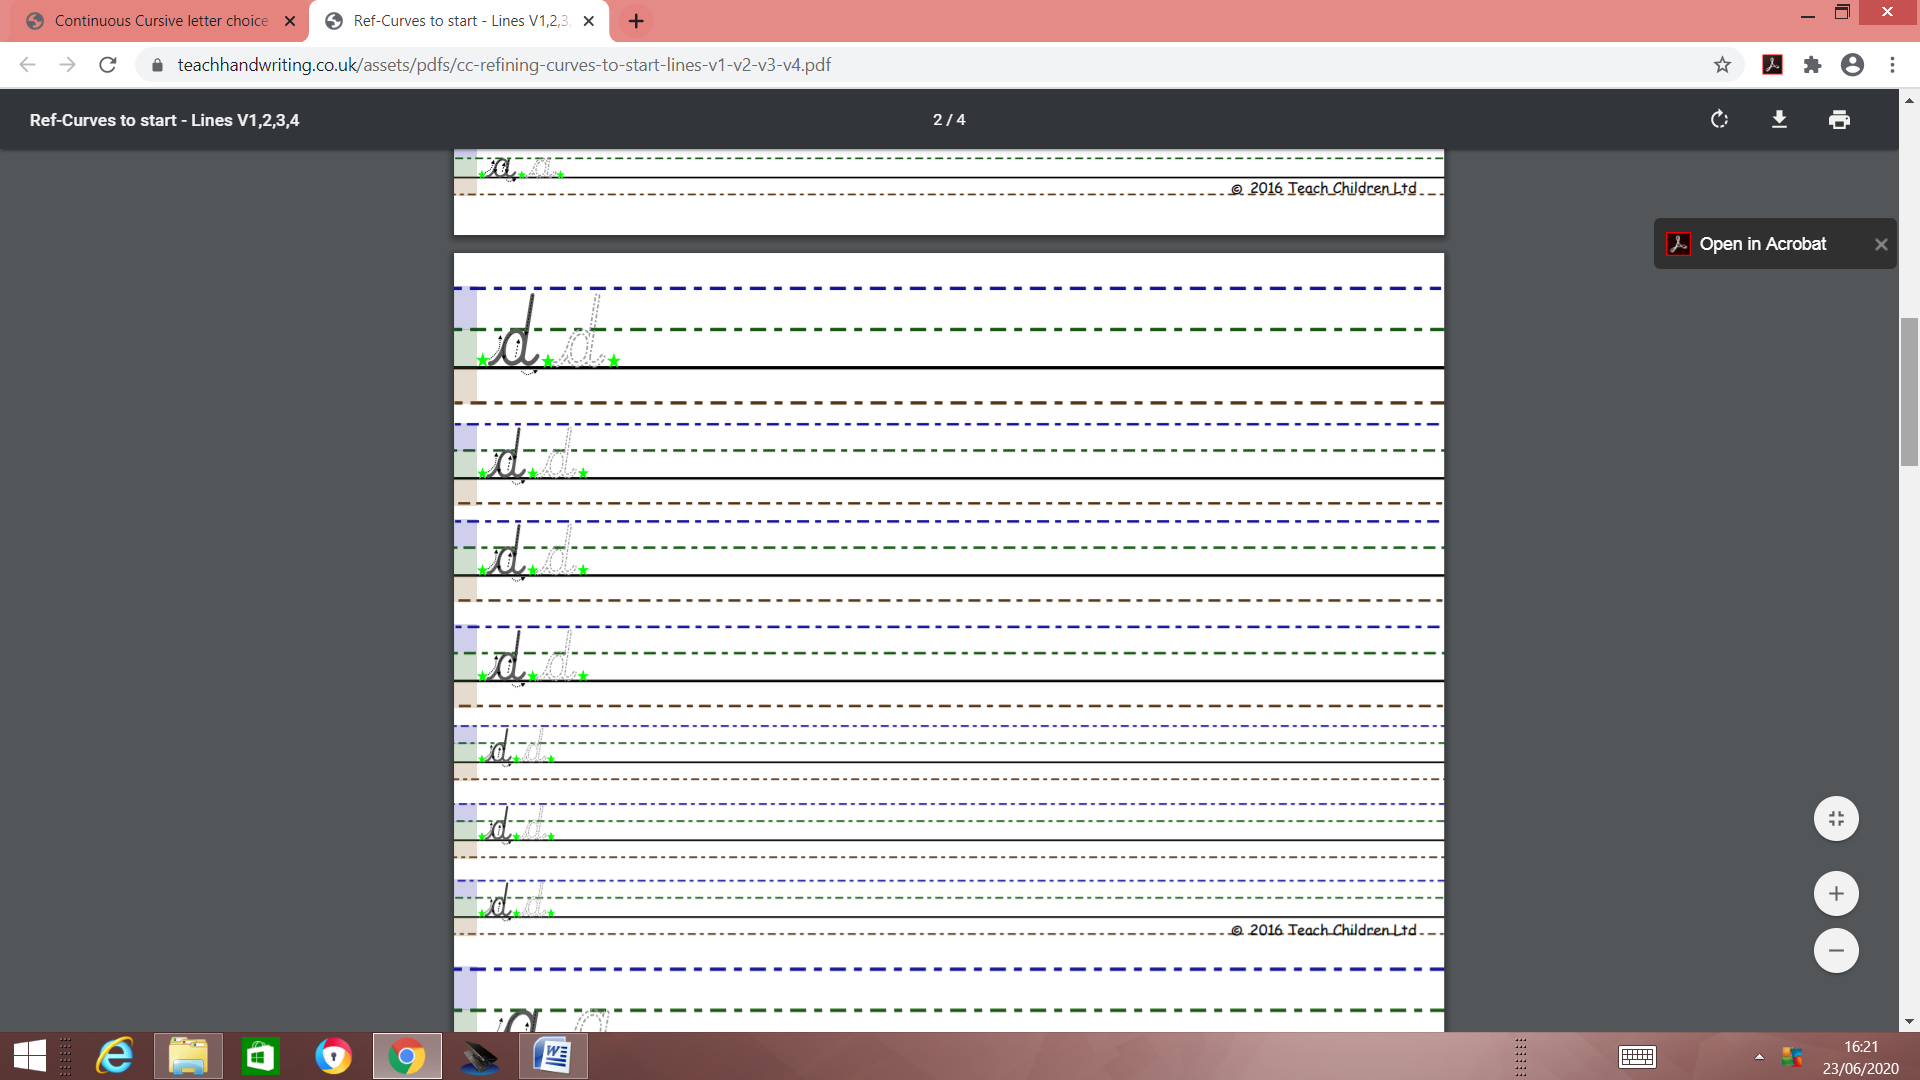 Continuous Cursive letter choice
Ref-Curves to start - Lines V1,2,3,
teachhandwriting.co.uk/assets/pdfs/cc-refining-curves-to-start-lines-v1-v2-v3-v4.pdf
Ref-Curves to start - Lines V1,2,3,4
2 / 4
a a
© 2016 Teach Children Ltd
Open in Acrobat
d d
d d
d d
d d
d d
d d
d d
© 2016 Teach Children Ltd
16:21
23/06/2020